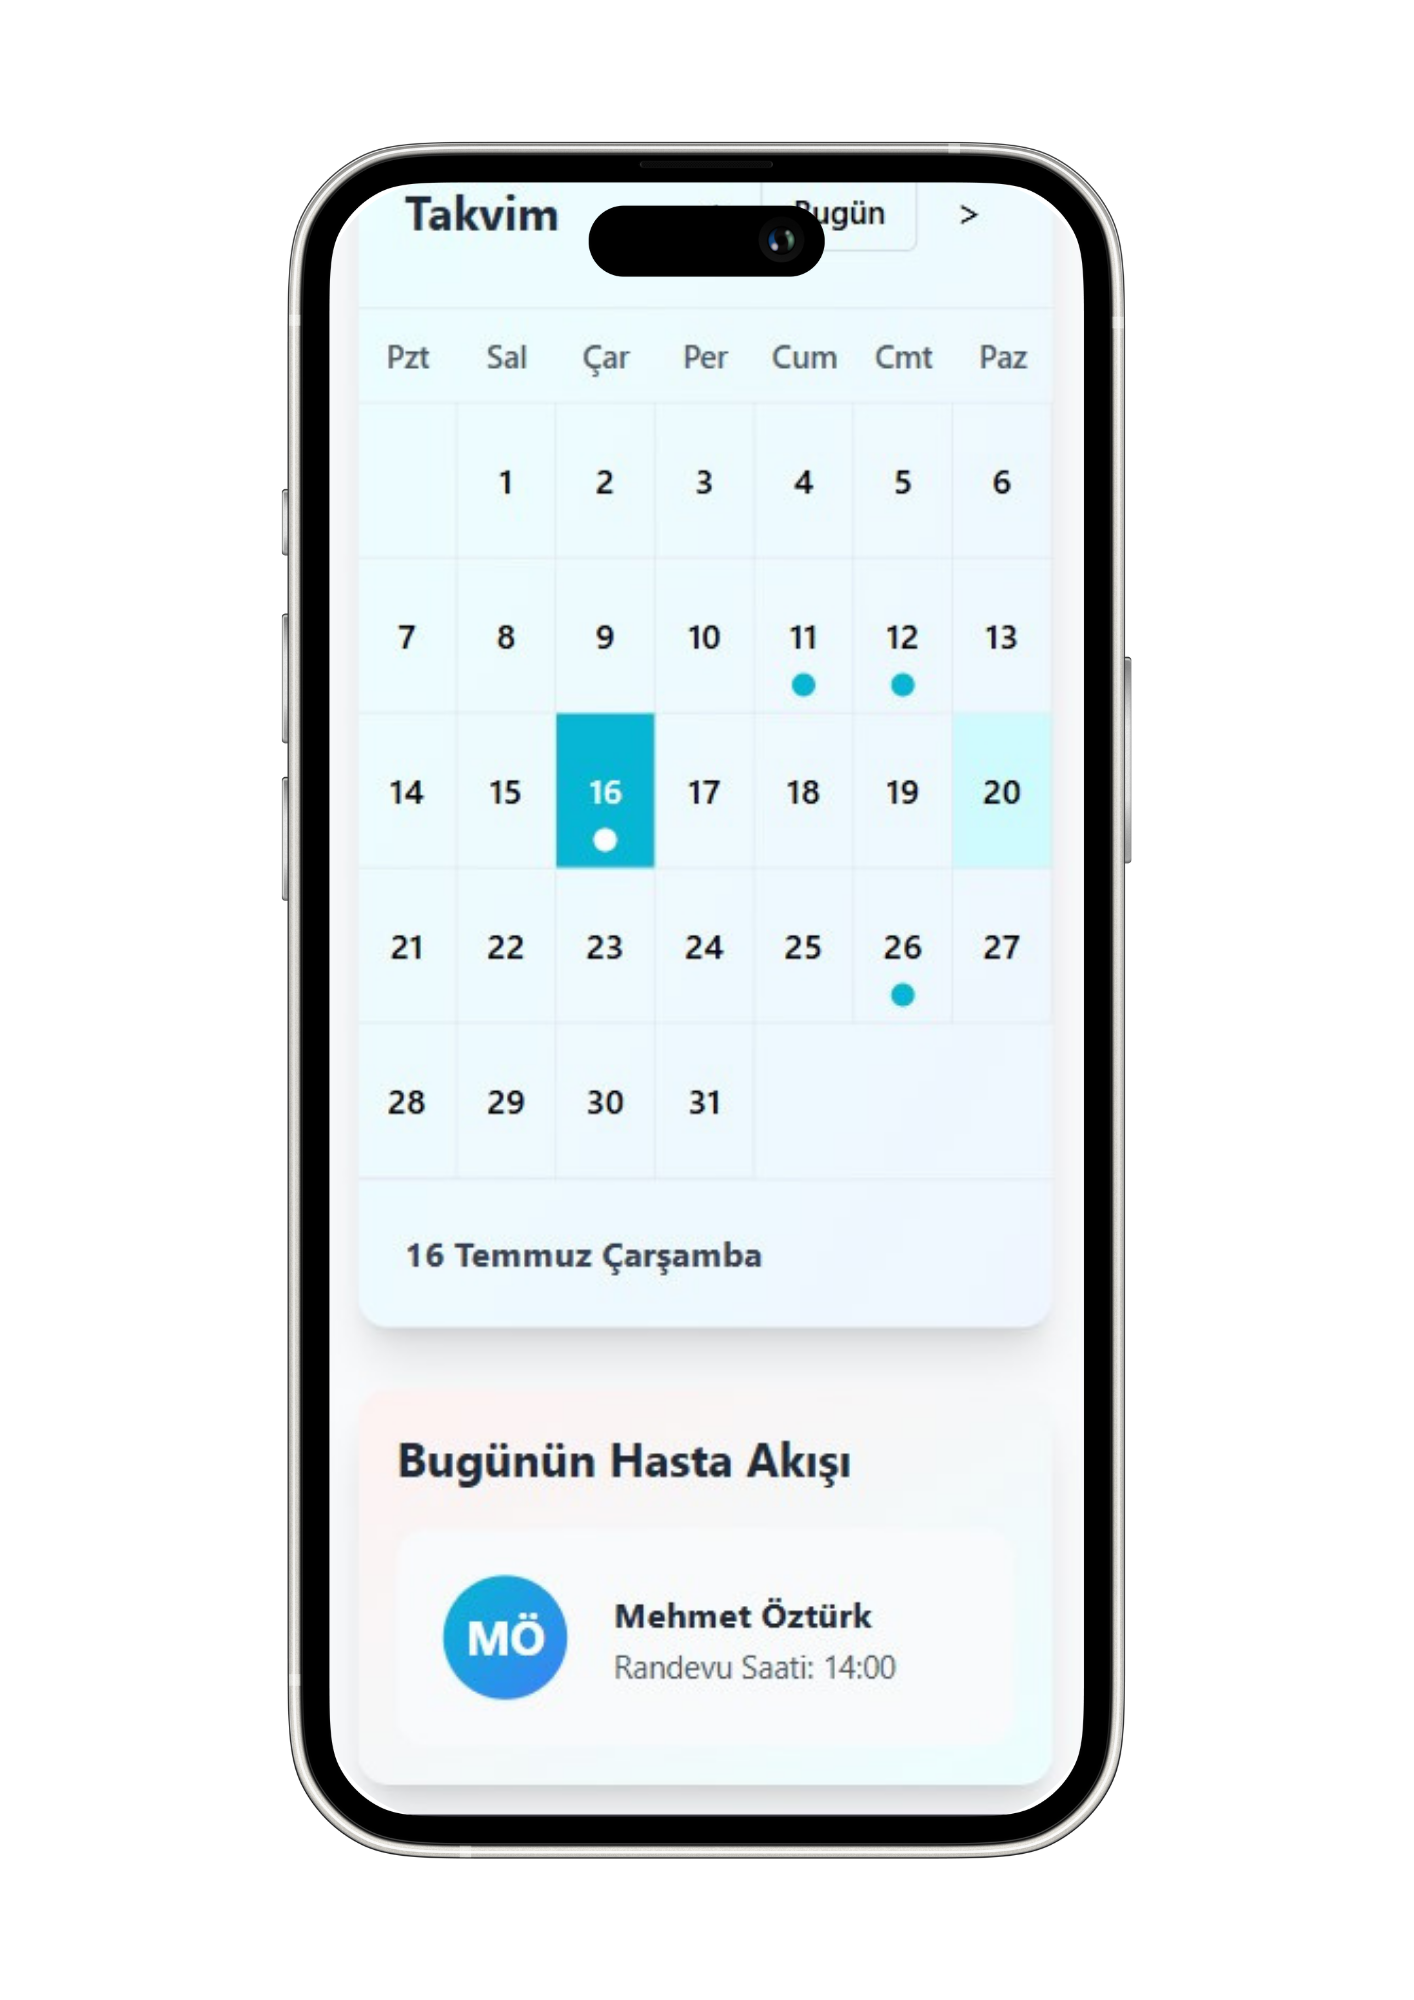 Takvim Bugün >
Pzt Sal Çar Per Cum Cmt Paz
1 2 3 4 5 6
7 8 9 10 11 12 13
14 15 16 17 18 19 20
21 22 23 24 25 26 27
28 29 30 31
16 Temmuz Çarşamba
Bugünün Hasta Akışı
MÖ
Mehmet Öztürk
Randevu Saati: 14:00